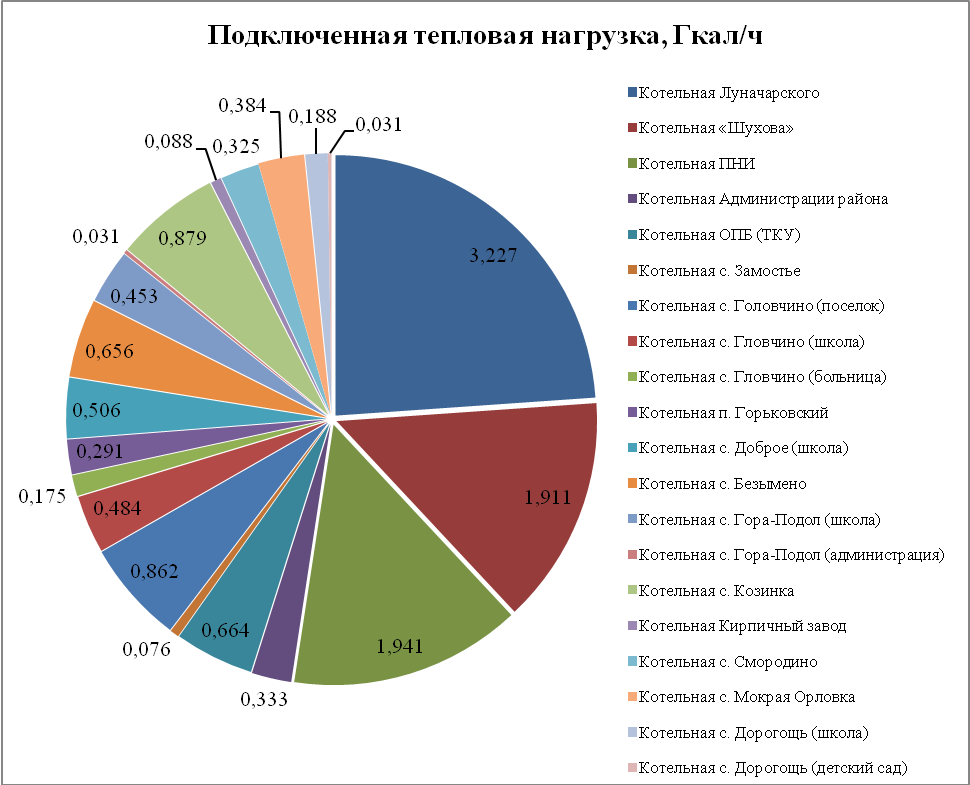 Подключенная тепловая нагрузка, Гкал/ч
0,384
0,188
0,031
0,088
0,325
0,031
0,879
3,227
0,453
0,656
0,506
0,291
0,175
0,484
1,911
0,862
0,664
1,941
0,076
0,333
Котельная Луначарского
Котельная «Шухова»
Котельная ПНИ
Котельная Администрации района
Котельная ОПБ (ТКУ)
Котельная с. Замостье
Котельная с. Головчино (поселок)
Котельная с. Гловчино (школа)
Котельная с. Гловчино (больница)
Котельная п. Горьковский
Котельная с. Доброе (школа)
Котельная с. Безымено
Котельная с. Гора-Подол (школа)
Котельная с. Гора-Подол (администрация)
Котельная с. Козинка
Котельная Кирпичный завод
Котельная с. Смородино
Котельная с. Мокрая Орловка
Котельная с. Дорогощь (школа)
Котельная с. Дорогощь (детский сад)